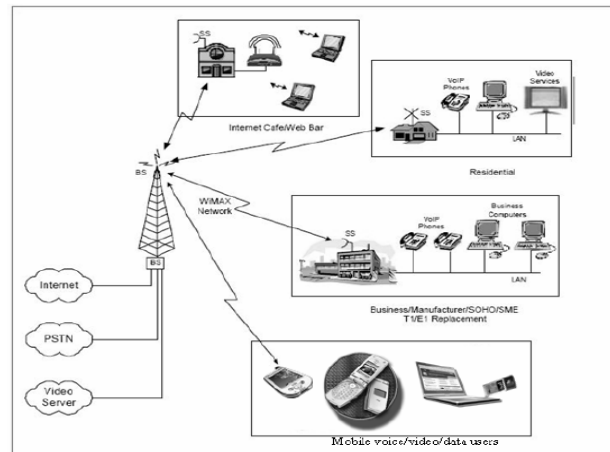 SS
Internet Cafe/Web Bar
VoIP
Phones
Video
Services
SS
LAN
Residential
BS
WiMAX
Network
BS
SS
VoIP
Phones
Business
Computers
LAN
Business/Manufacturer/SOHO/SME
T1/E1 Replacement
Internet
PSTN
Video
Server
Mobile voice/video/data users